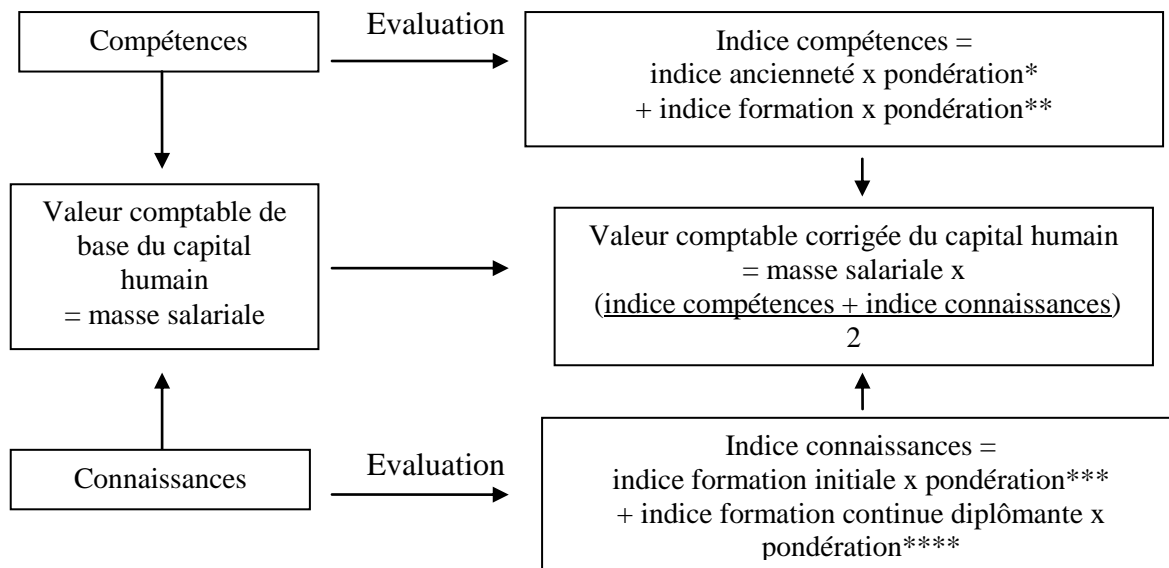 Compétences
Evaluation
Indice compétences =
indice ancienneté x pondération*
+ indice formation x pondération**
Valeur comptable de
base du capital
humain
= masse salariale
Valeur comptable corrigée du capital humain
= masse salariale x
(indice compétences + indice connaissances)
2
Connaissances
Evaluation
Indice connaissances =
indice formation initiale x pondération***
+ indice formation continue diplômante x
pondération****